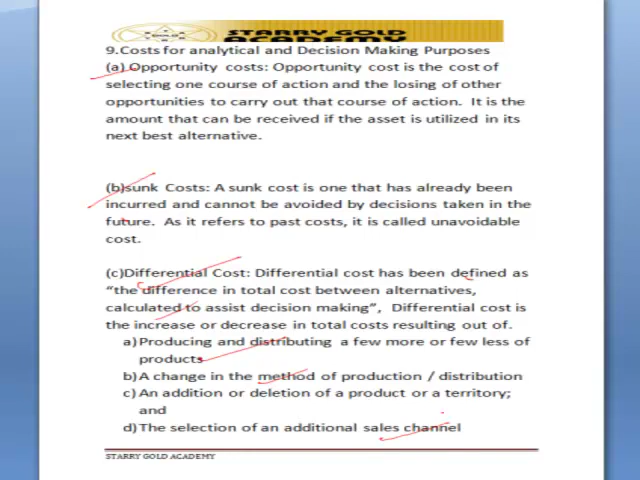 STARRY GOLD
ACADEMY
9.Costs for analytical and Decision Making Purposes
(a) Opportunity costs: Opportunity cost is the cost of
selecting one course of action and the losing of other
opportunities to carry out that course of action. It is the
amount that can be received if the asset is utilized in its
next best alternative.
(b)sunk Costs: A sunk cost is one that has already been
incurred and cannot be avoided by decisions taken in the
future. As it refers to past costs, it is called unavoidable
cost.
(c)Differential Cost: Differential cost has been defined as
“the difference in total cost between alternatives,
calculated to assist decision making”, Differential cost is
the increase or decrease in total costs resulting out of.
a) Producing and distributing a few more or few less of
products
b) A change in the method of production / distribution
c) An addition or deletion of a product or a territory;
and
d) The selection of an additional sales channel
STARRY GOLD ACADEMY